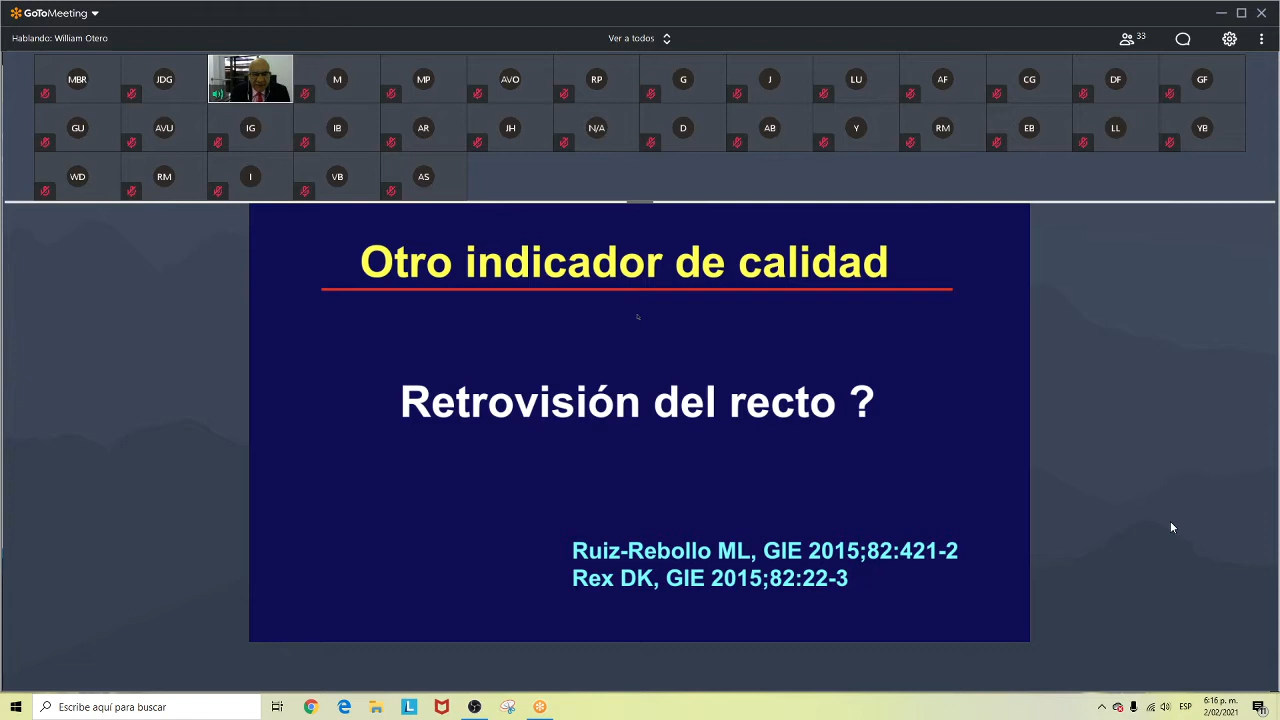 GoToMeeting
Hablando: William Otero
Ver a todos
33
MBR JDG M MP AVO RP G J LU AF CG DF GF
GU AVU IG IB AR JH N/A D AB Y RM EB LL YB
WD RM I VB AS
Otro indicador de calidad
Retrovisión del recto ?
Ruiz-Rebollo ML, GIE 2015;82:421-2
Rex DK, GIE 2015;82:22-3
Escribe aquí para buscar
ESP
6:16 p. m.
2/02/2021